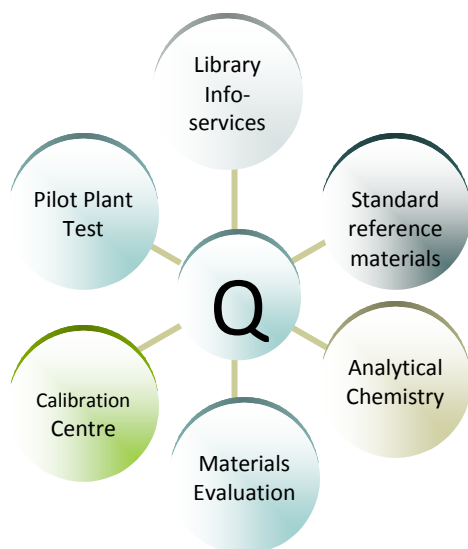 Library
Info-
services
Standard
reference
materials
Analytical
Chemistry
Materials
Evaluation
Calibration
Centre
Pilot Plant
Test
Q